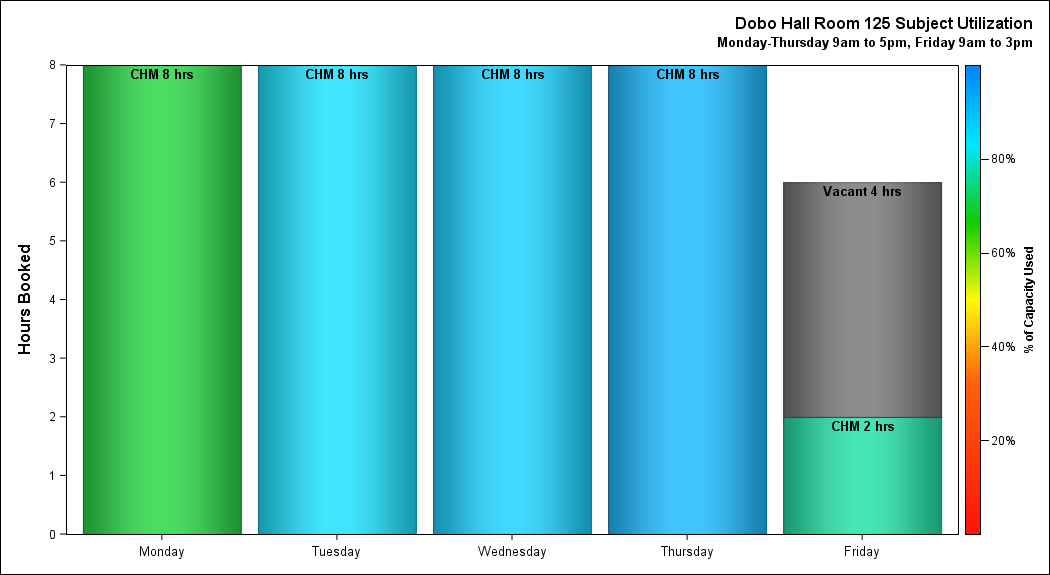 Dobo Hall Room 125 Subject Utilization
Monday-Thursday 9am to 5pm, Friday 9am to 3pm
Hours Booked
8
7
6
5
4
3
2
1
0
CHM 8 hrs
CHM 8 hrs
CHM 8 hrs
CHM 8 hrs
Vacant 4 hrs
CHM 2 hrs
Monday
Tuesday
Wednesday
Thursday
Friday
80%
60%
40%
20%
% of Capacity Used